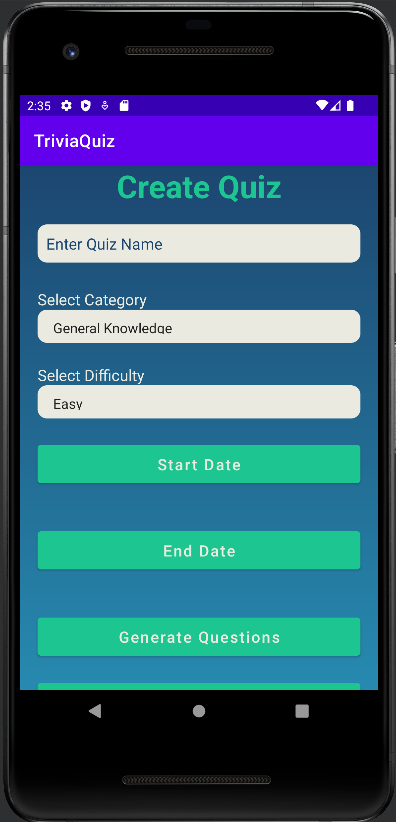 2:35
TriviaQuiz
Create Quiz
Enter Quiz Name
Select Category
General Knowledge
Select Difficulty
Easy
Start Date
End Date
Generate Questions